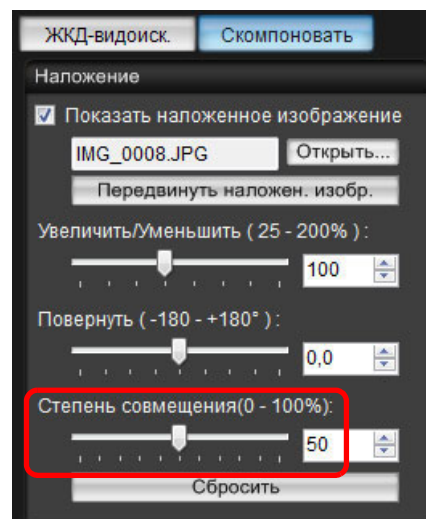 ЖКД-видоиск. Скомпоновать
Наложение
Показать наложенное изображение
IMG_0008.JPG Открыть...
Передвинуть наложен. изобр.
Увеличить/Уменьшить ( 25 - 200% ) :
100
Повернуть ( -180 - +180° ) :
0,0
Степень совмещения(0 - 100%):
50
Сбросить